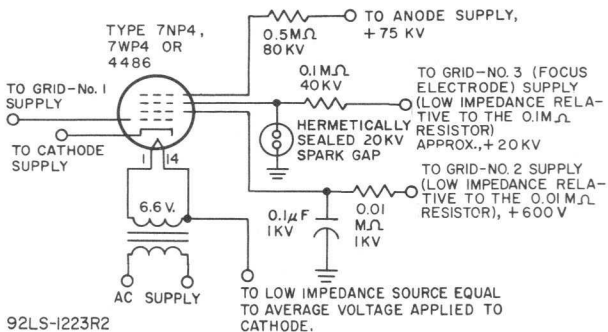 TYPE 7NP4,
7WP4 OR
4486
TO GRID-No. 1
SUPPLY
TO CATHODE
SUPPLY
1
14
6.6 V.
AC SUPPLY
0.5MΩ
80KV
TO ANODE SUPPLY,
+75 KV
0.1MΩ
40KV
TO GRID-NO. 3 (FOCUS
ELECTRODE) SUPPLY
(LOW IMPEDANCE RELA-
TIVE TO THE 0.1MΩ
RESISTOR)
APPROX.,+20KV
HERMETICALLY
SEALED 20KV
SPARK GAP
TO GRID-NO. 2 SUPPLY
(LOW IMPEDANCE RELA-
TIVE TO THE 0.01 MΩ
RESISTOR), +600V
0.1μF
1KV
0.01
MΩ
1KV
TO LOW IMPEDANCE SOURCE EQUAL
TO AVERAGE VOLTAGE APPLIED TO
CATHODE.
92LS-1223R2